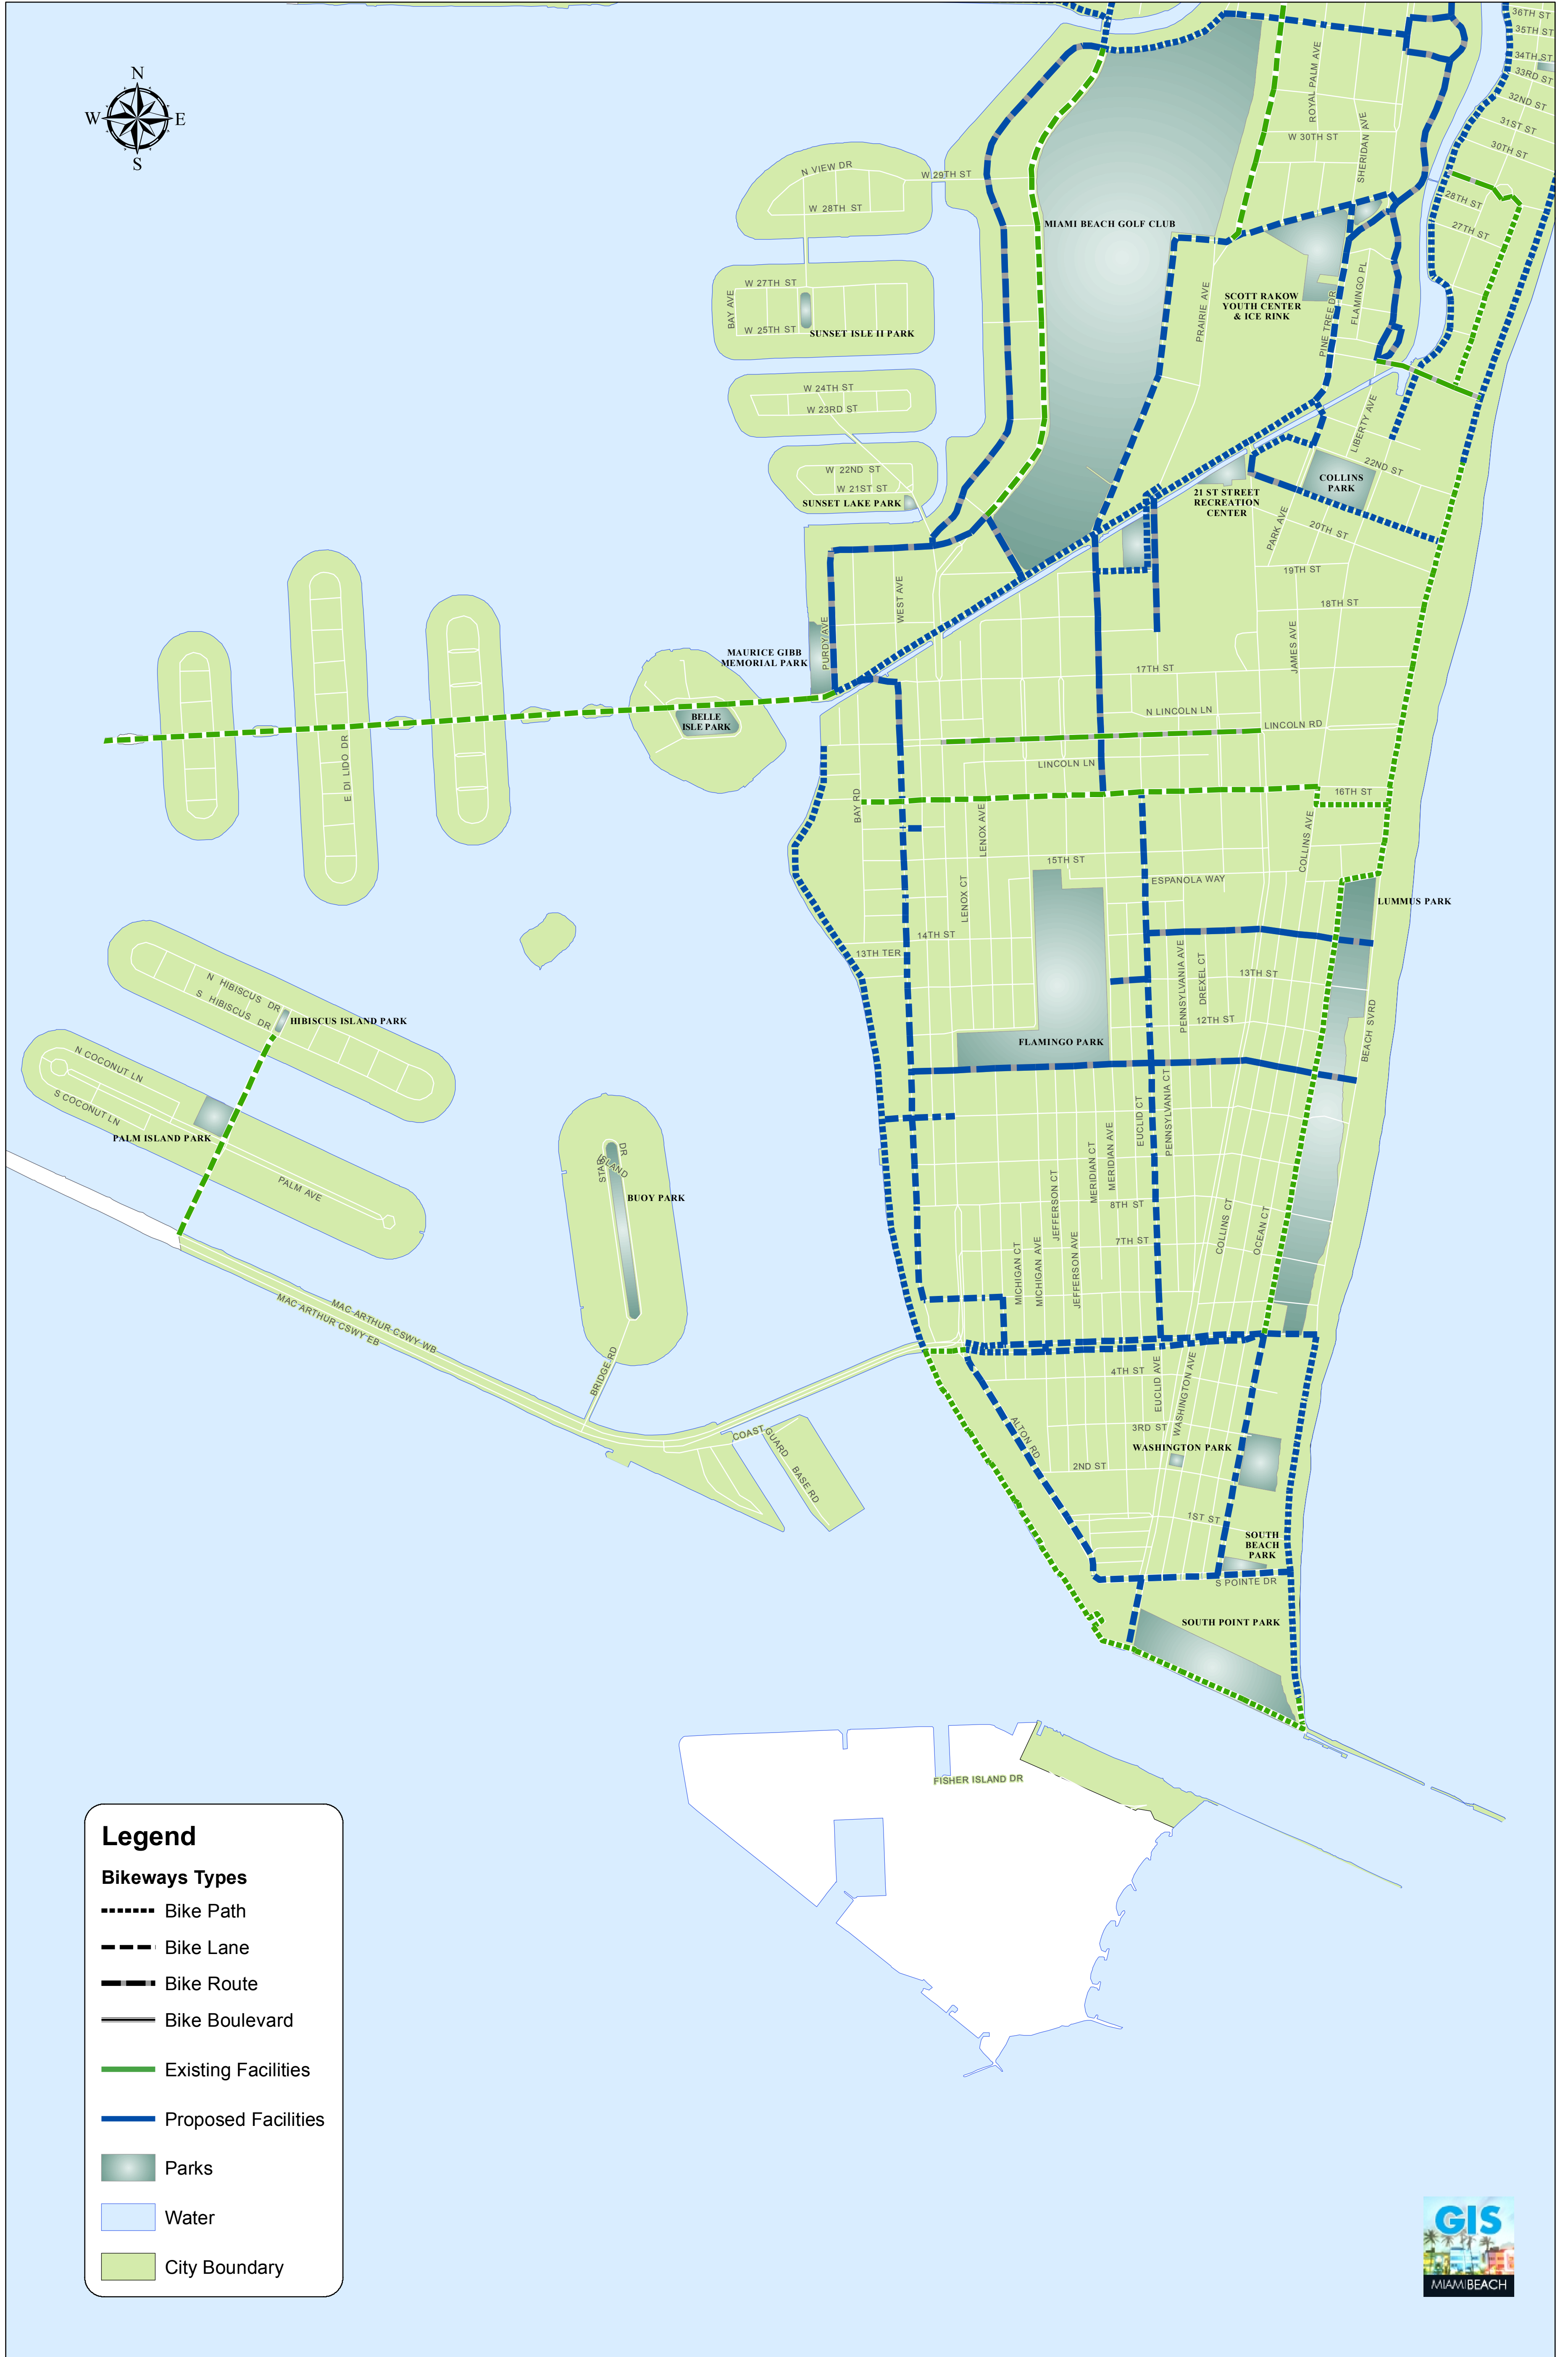 36TH ST
35TH ST
34TH ST
33RD ST
32ND ST
31ST ST
30TH ST
28TH ST
27TH ST
N
W
E
S
ROYAL PALM AVE
W 30TH ST
SHERIDAN AVE
N VIEW DR
W 29TH ST
W 28TH ST
MIAMI BEACH GOLF CLUB
W 27TH ST
BAY AVE
W 25TH ST
SUNSET ISLE II PARK
PRAIRIE AVE
SCOTT RAKOW
YOUTH CENTER
& ICE RINK
PINE TREE DR
FLAMINGO PL
W 24TH ST
W 23RD ST
LIBERTY AVE
W 22ND ST
W 21ST ST
SUNSET LAKE PARK
22ND ST
COLLINS
PARK
21 ST STREET
RECREATION
CENTER
PARK AVE
20TH ST
19TH ST
18TH ST
WEST AVE
PURDY AVE
JAMES AVE
MAURICE GIBB
MEMORIAL PARK
17TH ST
BELLE
ISLE PARK
N LINCOLN LN
LINCOLN RD
LINCOLN LN
E DI LIDO DR
16TH ST
BAY RD
LENOX AVE
COLLINS AVE
15TH ST
ESPANOLA WAY
LENOX CT
LUMMUS PARK
14TH ST
13TH TER
PENNSYLVANIA AVE
DREXEL CT
13TH ST
12TH ST
BEACH SVRD
FLAMINGO PARK
N HIBISCUS DR
S HIBISCUS DR
HIBISCUS ISLAND PARK
N COCONUT LN
S COCONUT LN
PALM ISLAND PARK
PALM AVE
STAR
ISLAND
DR
BUOY PARK
EUCLID CT
PENNSYLVANIA CT
MERIDIAN CT
MERIDIAN AVE
JEFFERSON CT
8TH ST
7TH ST
COLLINS CT
OCEAN CT
MICHIGAN CT
MICHIGAN AVE
JEFFERSON AVE
MAC ARTHUR CSWY WB
MAC ARTHUR CSWY EB
BRIDGE RD
4TH ST
EUCLID AVE
WASHINGTON AVE
ALTON RD
3RD ST
COAST GUARD BASE RD
WASHINGTON PARK
2ND ST
1ST ST
SOUTH
BEACH
PARK
S POINTE DR
SOUTH POINT PARK
FISHER ISLAND DR
Legend
Bikeways Types
Bike Path
Bike Lane
Bike Route
Bike Boulevard
Existing Facilities
Proposed Facilities
Parks
Water
City Boundary
GIS
MIAMIBEACH